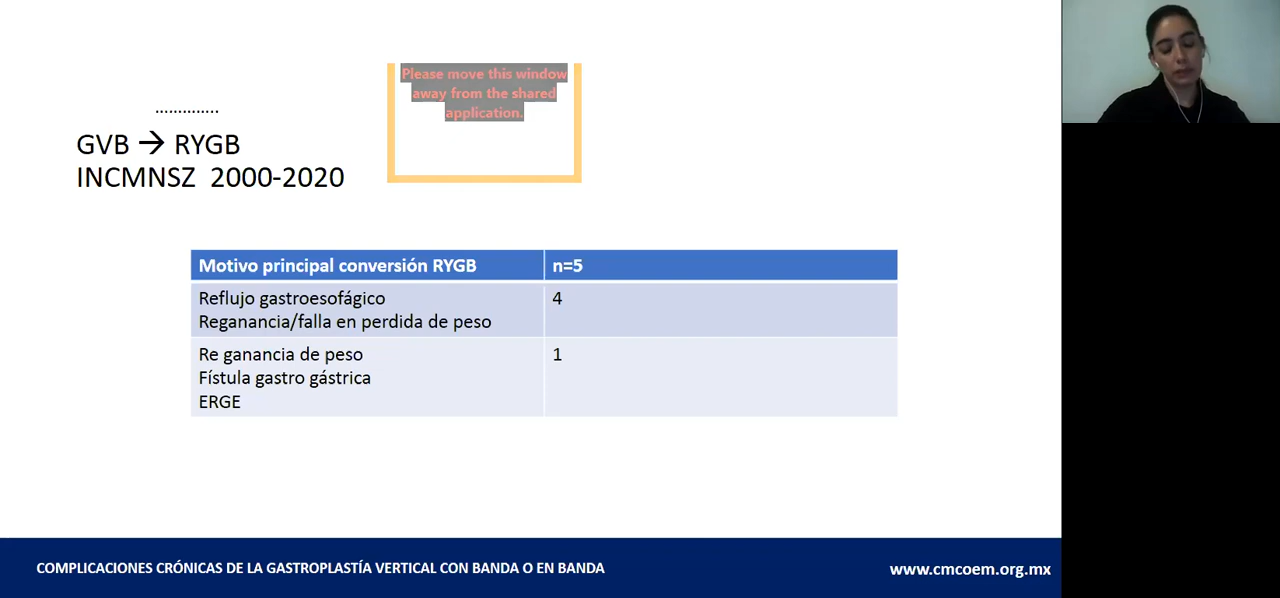 Please move this window
away from the shared
application.
..............
GVB → RYGB
INCMNSZ 2000-2020
Motivo principal conversión RYGB n=5
Reflujo gastroesofágico 4
Reganancia/falla en perdida de peso
Re ganancia de peso 1
Fístula gastro gástrica
ERGE
COMPLICACIONES CRÓNICAS DE LA GASTROPLASTÍA VERTICAL CON BANDA O EN BANDA www.cmcoem.org.mx